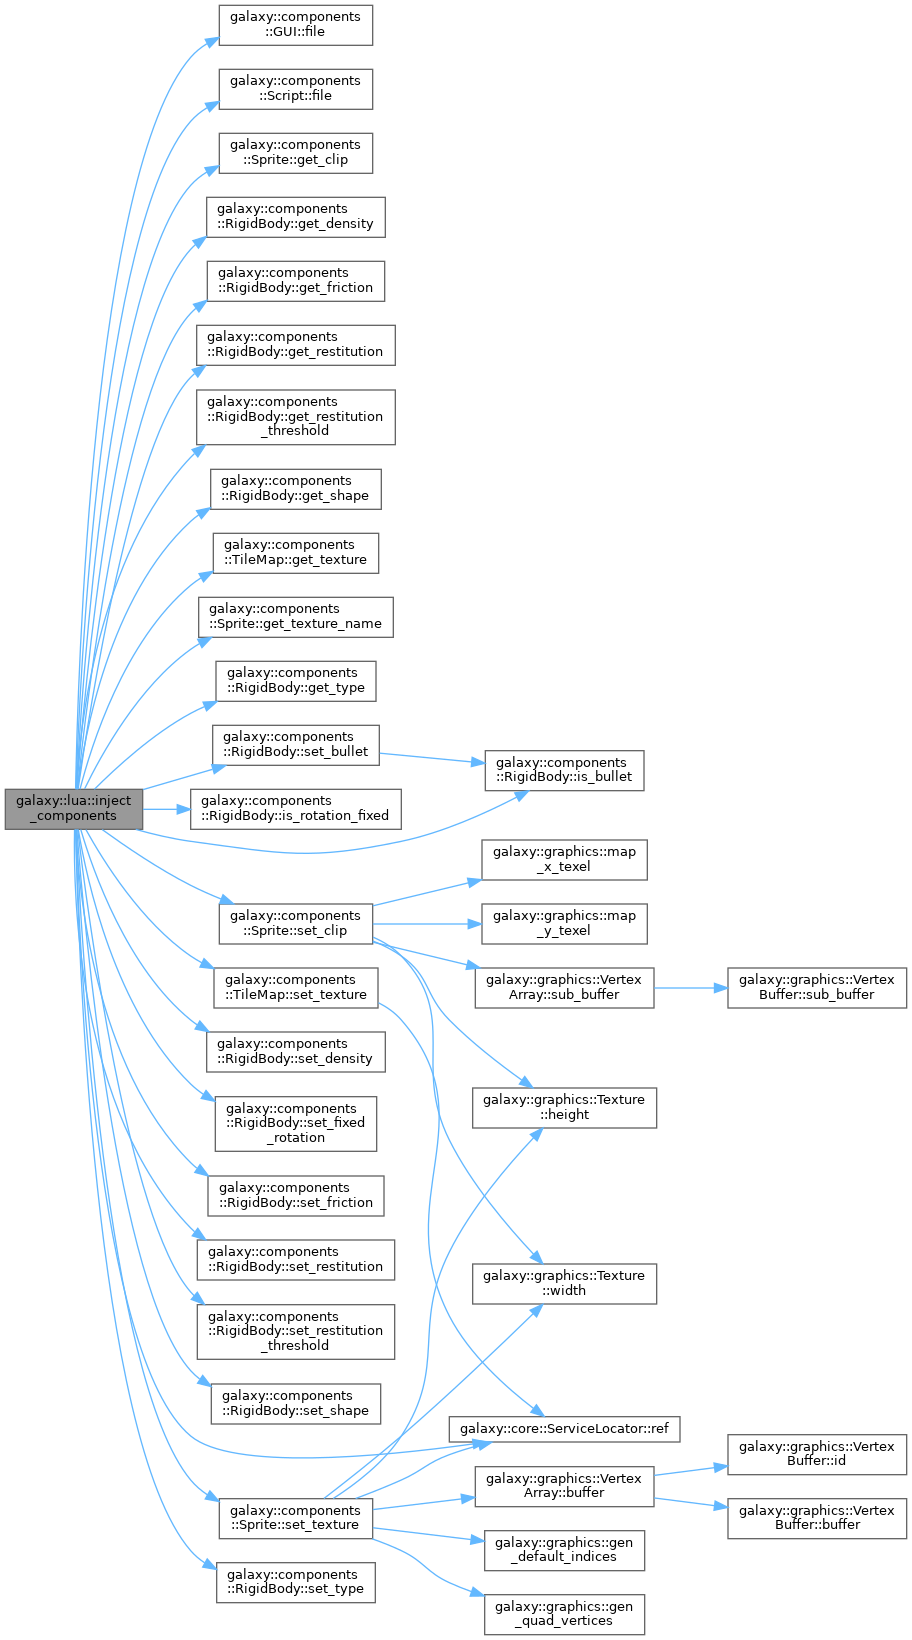 galaxy::components
::GUI::file
galaxy::components
::Script::file
galaxy::components
::Sprite::get_clip
galaxy::components
::RigidBody::get_density
galaxy::components
::RigidBody::get_friction
galaxy::components
::RigidBody::get_restitution
galaxy::components
::RigidBody::get_restitution
_threshold
galaxy::components
::RigidBody::get_shape
galaxy::components
::TileMap::get_texture
galaxy::components
::Sprite::get_texture_name
galaxy::components
::RigidBody::get_type
galaxy::components
::RigidBody::set_bullet
galaxy::components
::RigidBody::is_bullet
galaxy::lua::inject
_components
galaxy::components
::RigidBody::is_rotation_fixed
galaxy::graphics::map
_x_texel
galaxy::components
::Sprite::set_clip
galaxy::graphics::map
_y_texel
galaxy::components
::TileMap::set_texture
galaxy::graphics::Vertex
Array::sub_buffer
galaxy::graphics::Vertex
Buffer::sub_buffer
galaxy::components
::RigidBody::set_density
galaxy::graphics::Texture
::height
galaxy::components
::RigidBody::set_fixed
_rotation
galaxy::components
::RigidBody::set_friction
galaxy::components
::RigidBody::set_restitution
galaxy::graphics::Texture
::width
galaxy::components
::RigidBody::set_restitution
_threshold
galaxy::components
::RigidBody::set_shape
galaxy::core::ServiceLocator::ref
galaxy::graphics::Vertex
Buffer::id
galaxy::graphics::Vertex
Array::buffer
galaxy::components
::Sprite::set_texture
galaxy::graphics::Vertex
Buffer::buffer
galaxy::graphics::gen
_default_indices
galaxy::components
::RigidBody::set_type
galaxy::graphics::gen
_quad_vertices